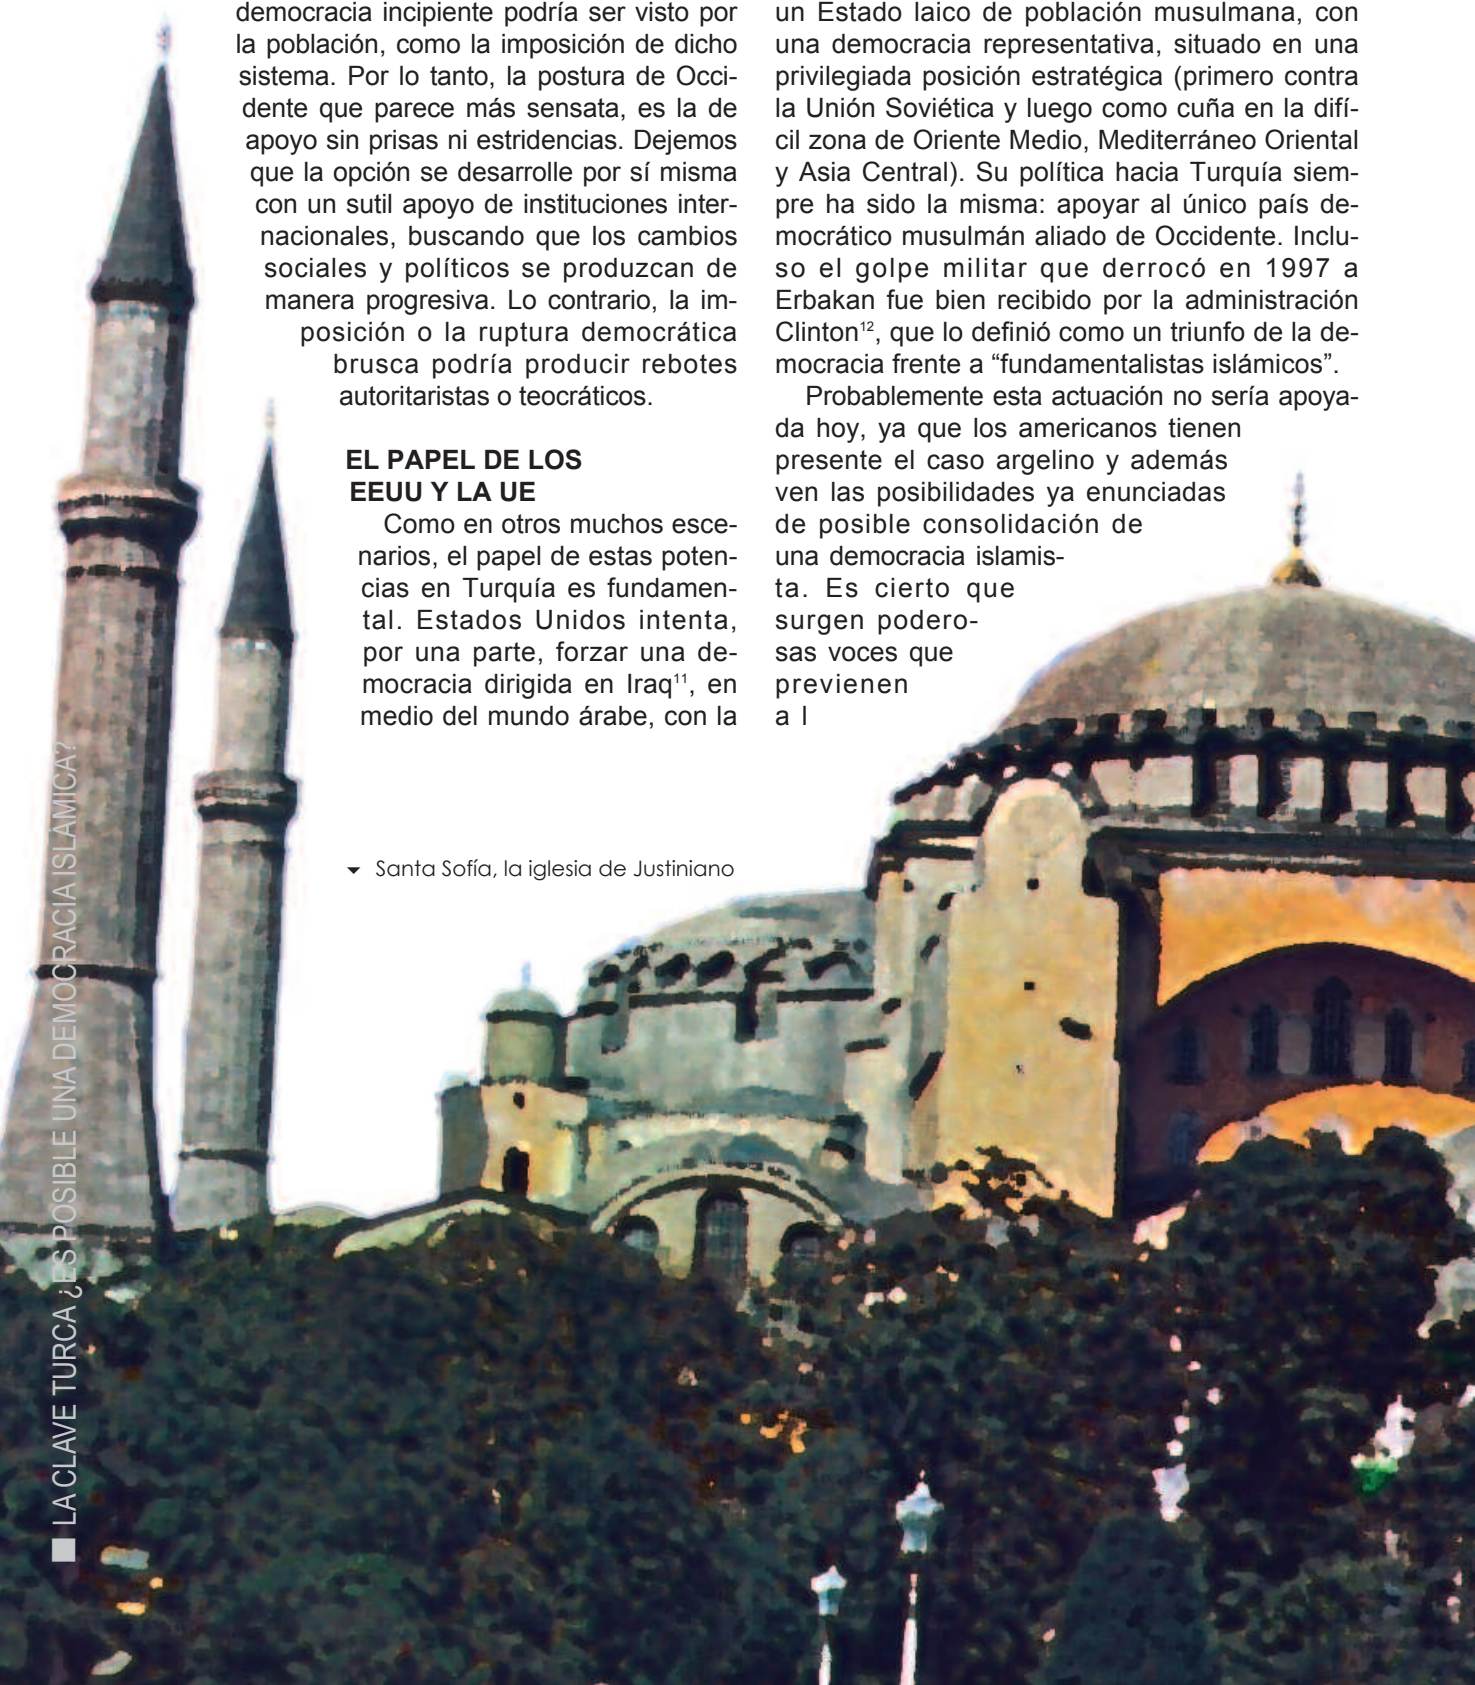 democracia incipiente podría ser visto por
la población, como la imposición de dicho
sistema. Por lo tanto, la postura de Occi-
dente que parece más sensata, es la de
apoyo sin prisas ni estridencias. Dejemos
que la opción se desarrolle por sí misma
con un sutil apoyo de instituciones inter-
nacionales, buscando que los cambios
sociales y políticos se produzcan de
manera progresiva. Lo contrario, la im-
posición o la ruptura democrática
brusca podría producir rebotes
autoritaristas o teocráticos.
EL PAPEL DE LOS
EEUU Y LA UE
Como en otros muchos esce-
narios, el papel de estas poten-
cias en Turquía es fundamen-
tal. Estados Unidos intenta,
por una parte, forzar una de-
mocracia dirigida en Iraq¹¹, en
medio del mundo árabe, con la
un Estado laico de población musulmana, con
una democracia representativa, situado en una
privilegiada posición estratégica (primero contra
la Unión Soviética y luego como cuña en la difí-
cil zona de Oriente Medio, Mediterráneo Oriental
y Asia Central). Su política hacia Turquía siem-
pre ha sido la misma: apoyar al único país de-
mocrático musulmán aliado de Occidente. Inclu-
so el golpe militar que derrocó en 1997 a
Erbakan fue bien recibido por la administración
Clinton¹², que lo definió como un triunfo de la de-
mocracia frente a “fundamentalistas islámicos”.
Probablemente esta actuación no sería apoya-
da hoy, ya que los americanos tienen
presente el caso argelino y además
ven las posibilidades ya enunciadas
de posible consolidación de
una democracia islamis-
ta. Es cierto que
surgen podero-
sas voces que
previenen
a l
Santa Sofía, la iglesia de Justiniano
LA CLAVE TURCA ¿ES POSIBLE UNA DEMOCRACIA ISLÁMICA?